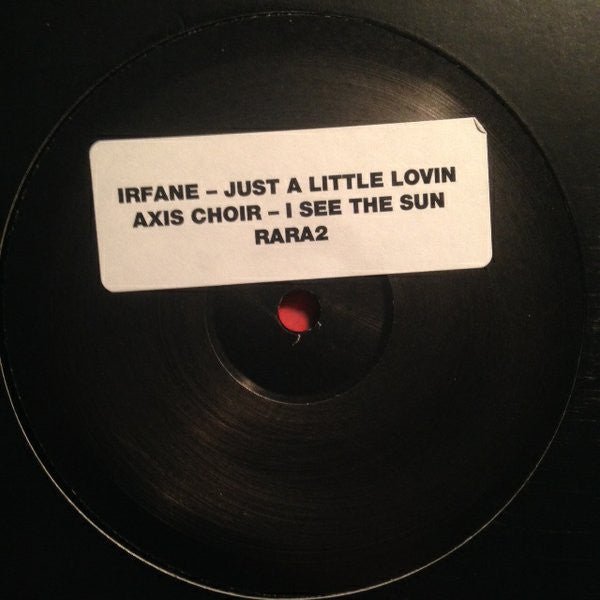 IRFANE – JUST A LITTLE LOVIN
AXIS CHOIR – I SEE THE SUN
RARA2